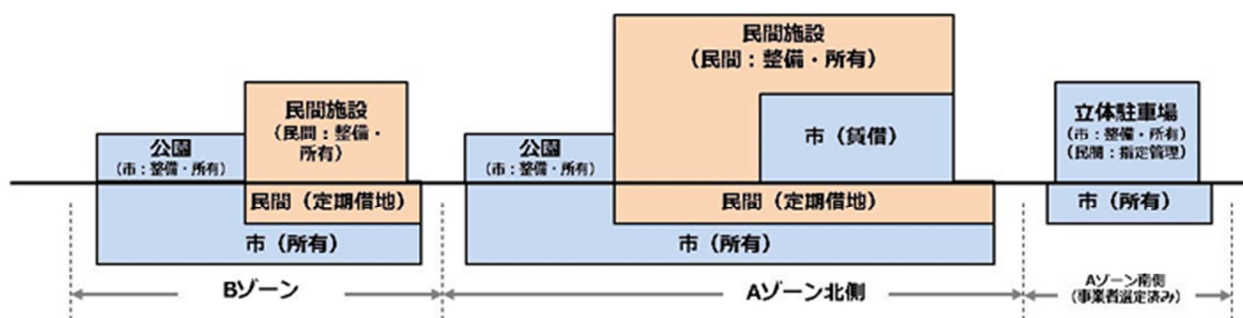 公園
(市:整備・所有)
民間施設
(民間:整備・
所有)
民間(定期借地)
市(所有)
Bゾーン
公園
(市:整備・所有)
民間施設
(民間:整備・所有)
市(賃借)
民間(定期借地)
市(所有)
Aゾーン北側
立体駐車場
(市:整備・所有)
(民間:指定管理)
市(所有)
Aゾーン南側
(事業者選定済み)